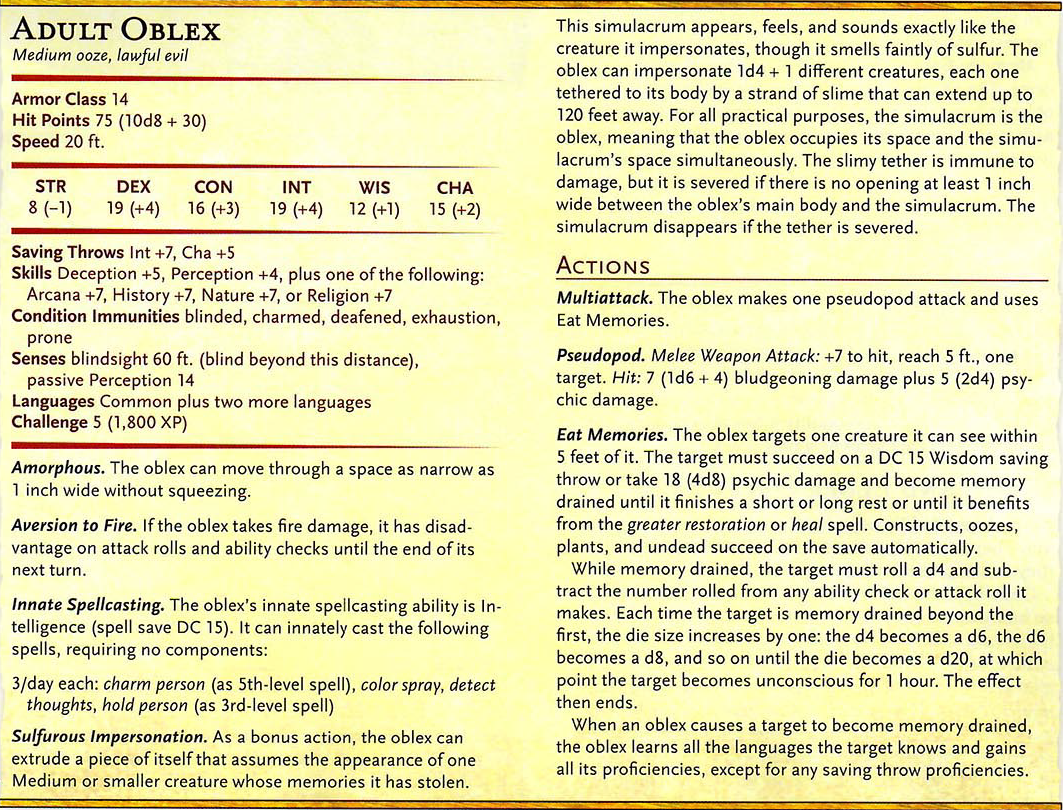 ADULT OBLEX
Medium ooze, lawful evil
Armor Class 14
Hit Points 75 (10d8 + 30)
Speed 20 ft.
STR DEX CON INT WIS CHA
8 (–1) 19 (+4) 16 (+3) 19 (+4) 12 (+1) 15 (+2)
Saving Throws Int +7, Cha +5
Skills Deception +5, Perception +4, plus one of the following:
Arcana +7, History +7, Nature +7, or Religion +7
Condition Immunities blinded, charmed, deafened, exhaustion,
prone
Senses blindsight 60 ft. (blind beyond this distance),
passive Perception 14
Languages Common plus two more languages
Challenge 5 (1,800 XP)
Amorphous. The oblex can move through a space as narrow as
1 inch wide without squeezing.
Aversion to Fire. If the oblex takes fire damage, it has disad-
vantage on attack rolls and ability checks until the end of its
next turn.
Innate Spellcasting. The oblex's innate spellcasting ability is In-
telligence (spell save DC 15). It can innately cast the following
spells, requiring no components:
3/day each: charm person (as 5th-level spell), color spray, detect
thoughts, hold person (as 3rd-level spell)
Sulfurous Impersonation. As a bonus action, the oblex can
extrude a piece of itself that assumes the appearance of one
Medium or smaller creature whose memories it has stolen.
This simulacrum appears, feels, and sounds exactly like the
creature it impersonates, though it smells faintly of sulfur. The
oblex can impersonate 1d4 + 1 different creatures, each one
tethered to its body by a strand of slime that can extend up to
120 feet away. For all practical purposes, the simulacrum is the
oblex, meaning that the oblex occupies its space and the simu-
lacrum's space simultaneously. The slimy tether is immune to
damage, but it is severed if there is no opening at least 1 inch
wide between the oblex's main body and the simulacrum. The
simulacrum disappears if the tether is severed.
ACTIONS
Multiattack. The oblex makes one pseudopod attack and uses
Eat Memories.
Pseudopod. Melee Weapon Attack: +7 to hit, reach 5 ft., one
target. Hit: 7 (1d6 + 4) bludgeoning damage plus 5 (2d4) psy-
chic damage.
Eat Memories. The oblex targets one creature it can see within
5 feet of it. The target must succeed on a DC 15 Wisdom saving
throw or take 18 (4d8) psychic damage and become memory
drained until it finishes a short or long rest or until it benefits
from the greater restoration or heal spell. Constructs, oozes,
plants, and undead succeed on the save automatically.
While memory drained, the target must roll a d4 and sub-
tract the number rolled from any ability check or attack roll it
makes. Each time the target is memory drained beyond the
first, the die size increases by one: the d4 becomes a d6, the d6
becomes a d8, and so on until the die becomes a d20, at which
point the target becomes unconscious for 1 hour. The effect
then ends.
When an oblex causes a target to become memory drained,
the oblex learns all the languages the target knows and gains
all its proficiencies, except for any saving throw proficiencies.